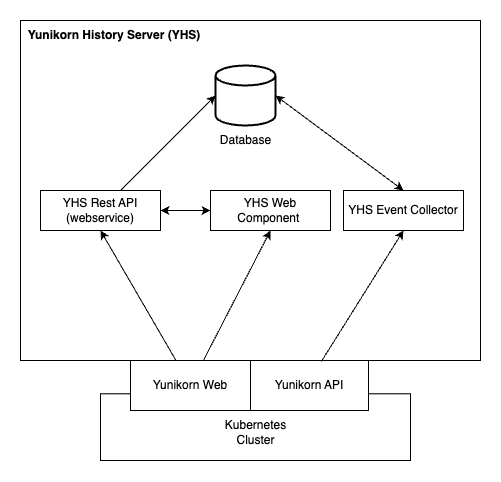 Yunikorn History Server (YHS)
Database
YHS Rest API
(webservice)
YHS Web
Component
YHS Event Collector
Yunikorn Web
Yunikorn API
Kubernetes
Cluster